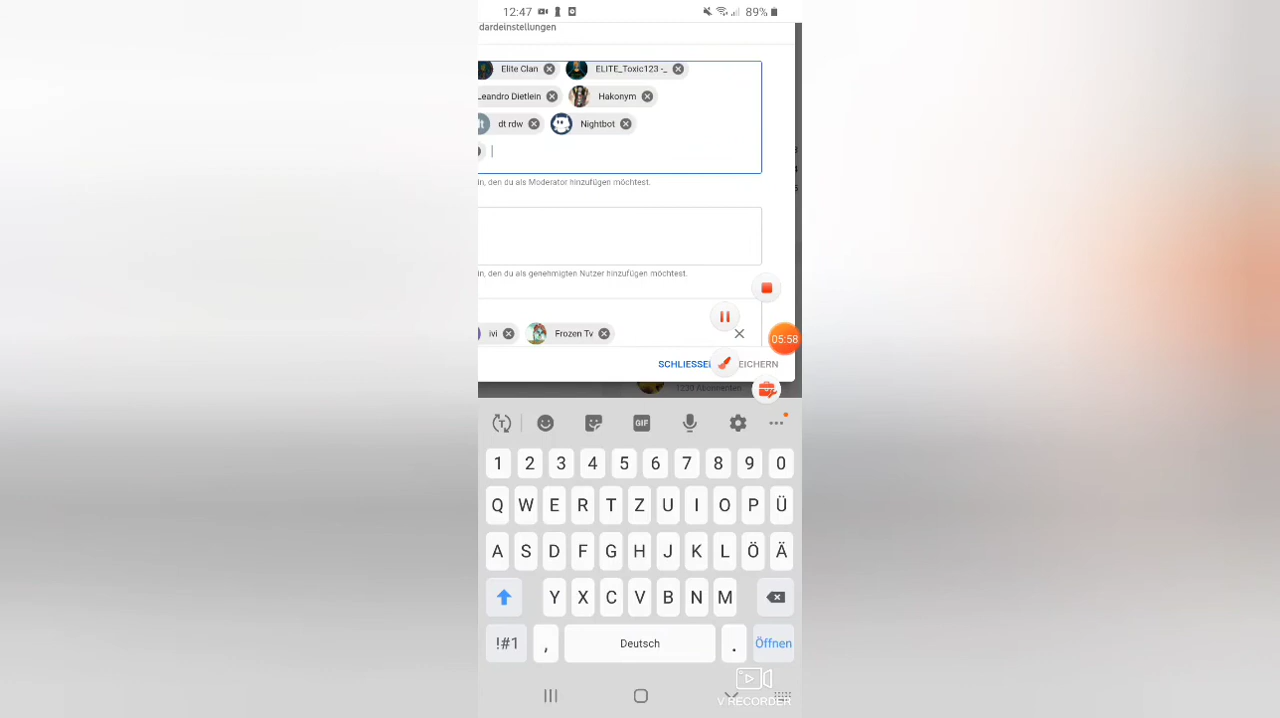 12:47 89%
dardeinstellungen
Elite Clan ELITE_Toxic123 -_
Leandro Dietlein Hakonym
dt dt rdw Nightbot
in, den du als Moderator hinzufügen möchtest.
in, den du als genehmigten Nutzer hinzufügen möchtest.
05:58
ivi Frozen Tv
SCHLIESSE EICHERN
1230 Abonnenten
GIF
1 2 3 4 5 6 7 8 9 0
Q W E R T Z U I O P Ü
A S D F G H J K L Ö Ä
Y X C V B N M
!#1 , Deutsch . Öffnen
V RECORDER